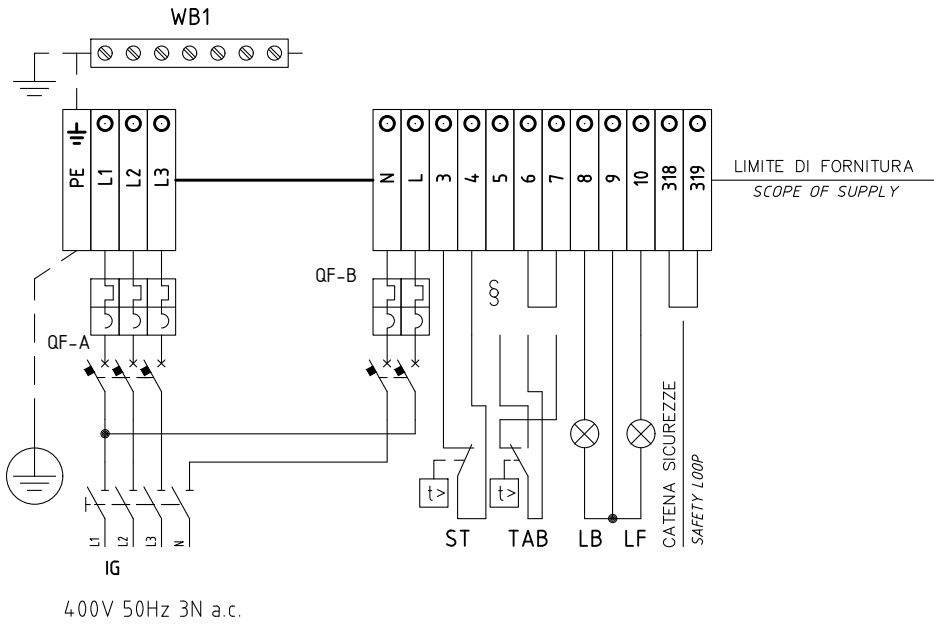 WB1
PE L1 L2 L3 N L 3 4 5 6 7 8 9 10 318 319
LIMITE DI FORNITURA
SCOPE OF SUPPLY
QF-B
§
QF-A
CATENA SICUREZZE
SAFETY LOOP
t> t>
ST TAB LB LF
L1 L2 L3 N
IG
400V 50Hz 3N a.c.